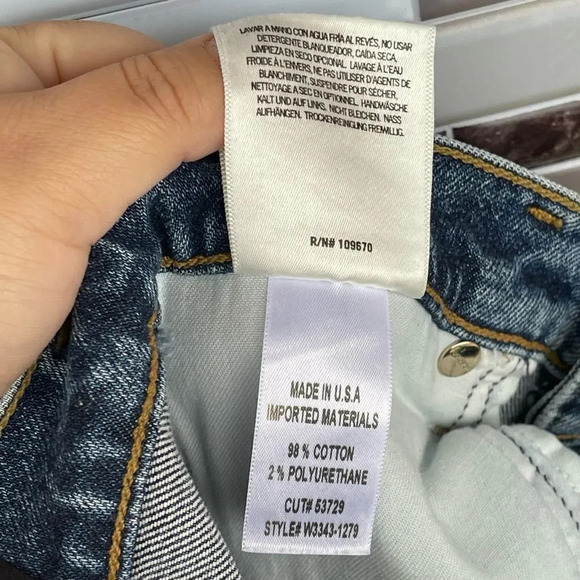 LAVAR A MANO CON AGUA FRÍA AL REVÉS, NO USAR
DETERGENTE BLANQUEADOR, CAÍDA SECA,
LIMPIEZA EN SECO OPCIONAL. LAVAGE À L'EAU
FROIDE À L'ENVERS, NE PAS UTILISER D'AGENTS DE
BLANCHIMENT, SUSPENDRE POUR SÉCHER,
NETTOYAGE A SEC EN OPTIONNEL. HANDWÄSCHE
KALT UND AUF LINKS. NICHT BLEICHEN. NASS
AUFHÄNGEN. TROCKENREINIGUNG FREIWILLIG.
R/N# 109670
MADE IN U.S.A
IMPORTED MATERIALS
98 % COTTON
2 % POLYURETHANE
CUT# 53729
STYLE# W3343-1279